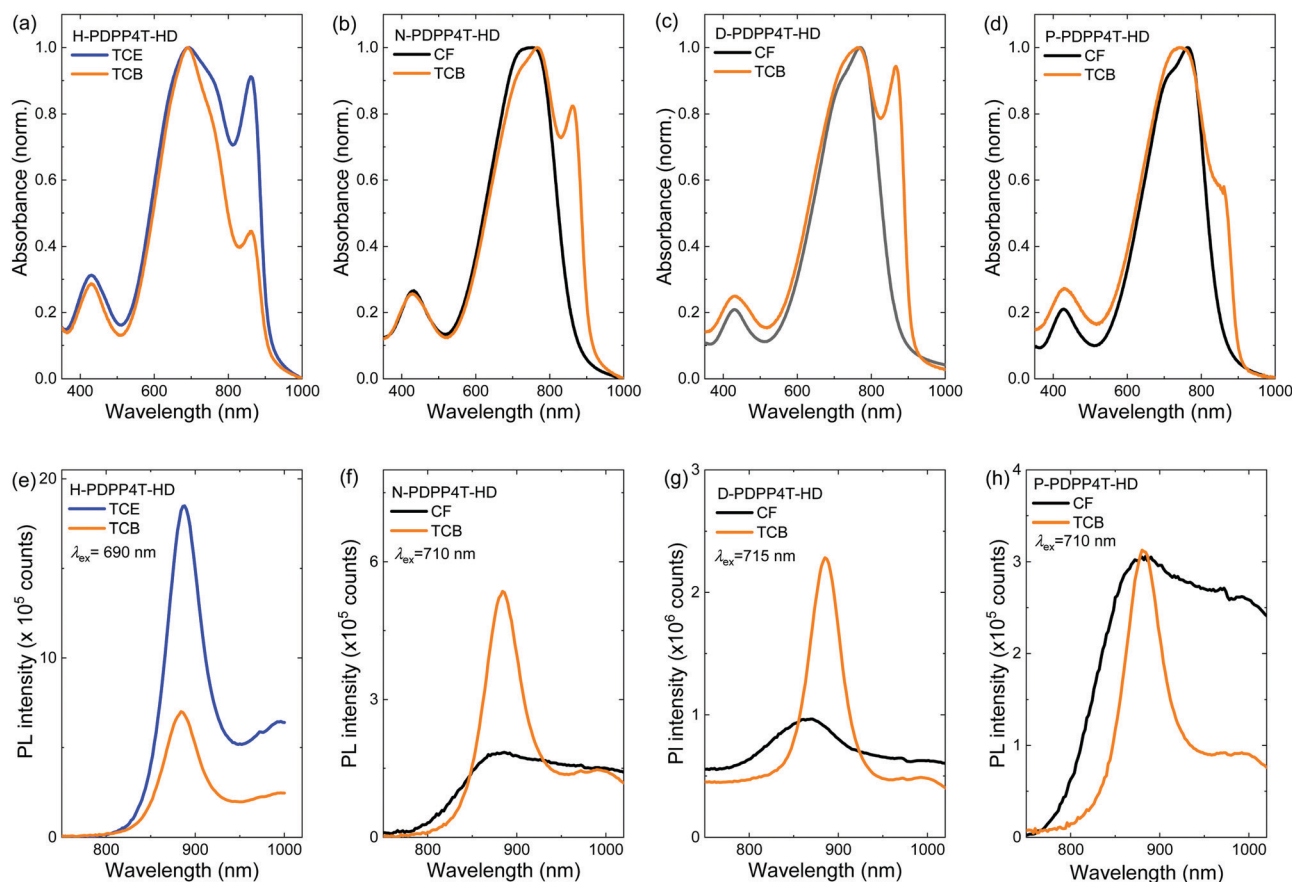 (a)
H-PDPP4T-HD
TCE
TCB
1.0
0.8
0.6
0.4
0.2
0.0
Absorbance (norm.)
400 600 800 1000
Wavelength (nm)
(b)
N-PDPP4T-HD
CF
TCB
1.0
0.8
0.6
0.4
0.2
0.0
Absorbance (norm.)
400 600 800 1000
Wavelength (nm)
(c)
D-PDPP4T-HD
CF
TCB
1.0
0.8
0.6
0.4
0.2
0.0
Absorbance (norm.)
400 600 800 1000
Wavelength (nm)
(d)
P-PDPP4T-HD
CF
TCB
1.0
0.8
0.6
0.4
0.2
0.0
Absorbance (norm.)
400 600 800 1000
Wavelength (nm)
(e)
H-PDPP4T-HD
TCE
TCB
λex= 690 nm
20
10
0
PL intensity (x 10⁵ counts)
800 900 1000
Wavelength (nm)
(f)
N-PDPP4T-HD
CF
TCB
λex=710 nm
6
3
0
PL intensity (x10⁵ counts)
800 900 1000
Wavelength (nm)
(g)
D-PDPP4T-HD
CF
TCB
λex=715 nm
3
2
1
0
PI intensity (x10⁶ counts)
800 900 1000
Wavelength (nm)
(h)
P-PDPP4T-HD
CF
TCB
λex=710 nm
4
3
2
1
0
PL intensity (x10⁵ counts)
800 900 1000
Wavelength (nm)